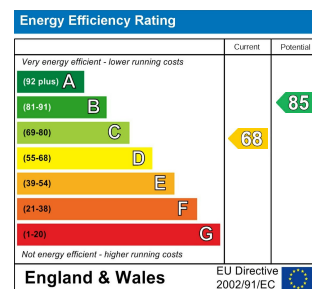 Energy Efficiency Rating
Current Potential
Very energy efficient - lower running costs
(92 plus) A
(81-91) B
85
(69-80) C
68
(55-68) D
(39-54) E
(21-38) F
(1-20) G
Not energy efficient - higher running costs
England & Wales
EU Directive
2002/91/EC